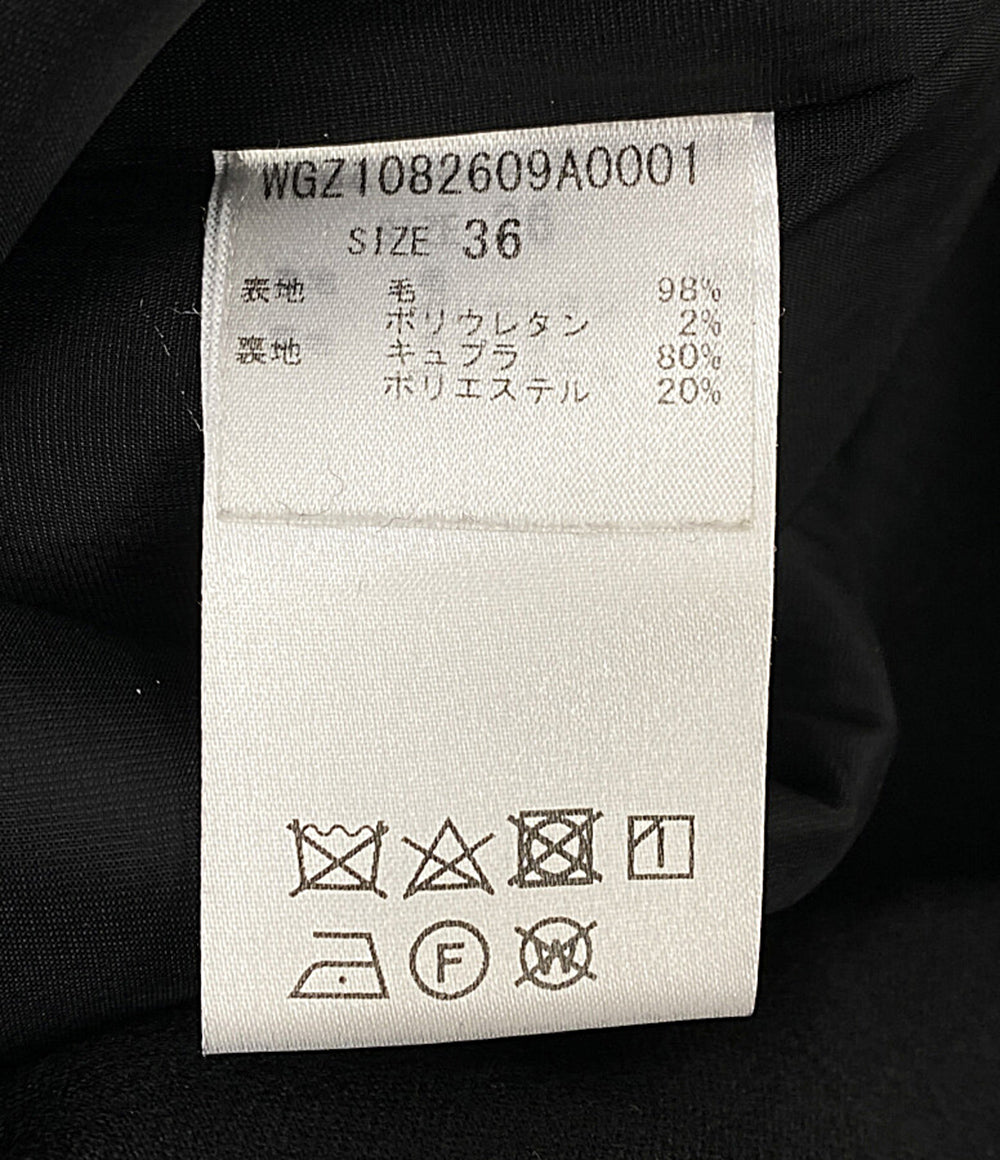 WGZ1082609A0001
SIZE 36
表地 毛 98%
ポリウレタン 2%
裏地 キュプラ 80%
ポリエステル 20%
F
W